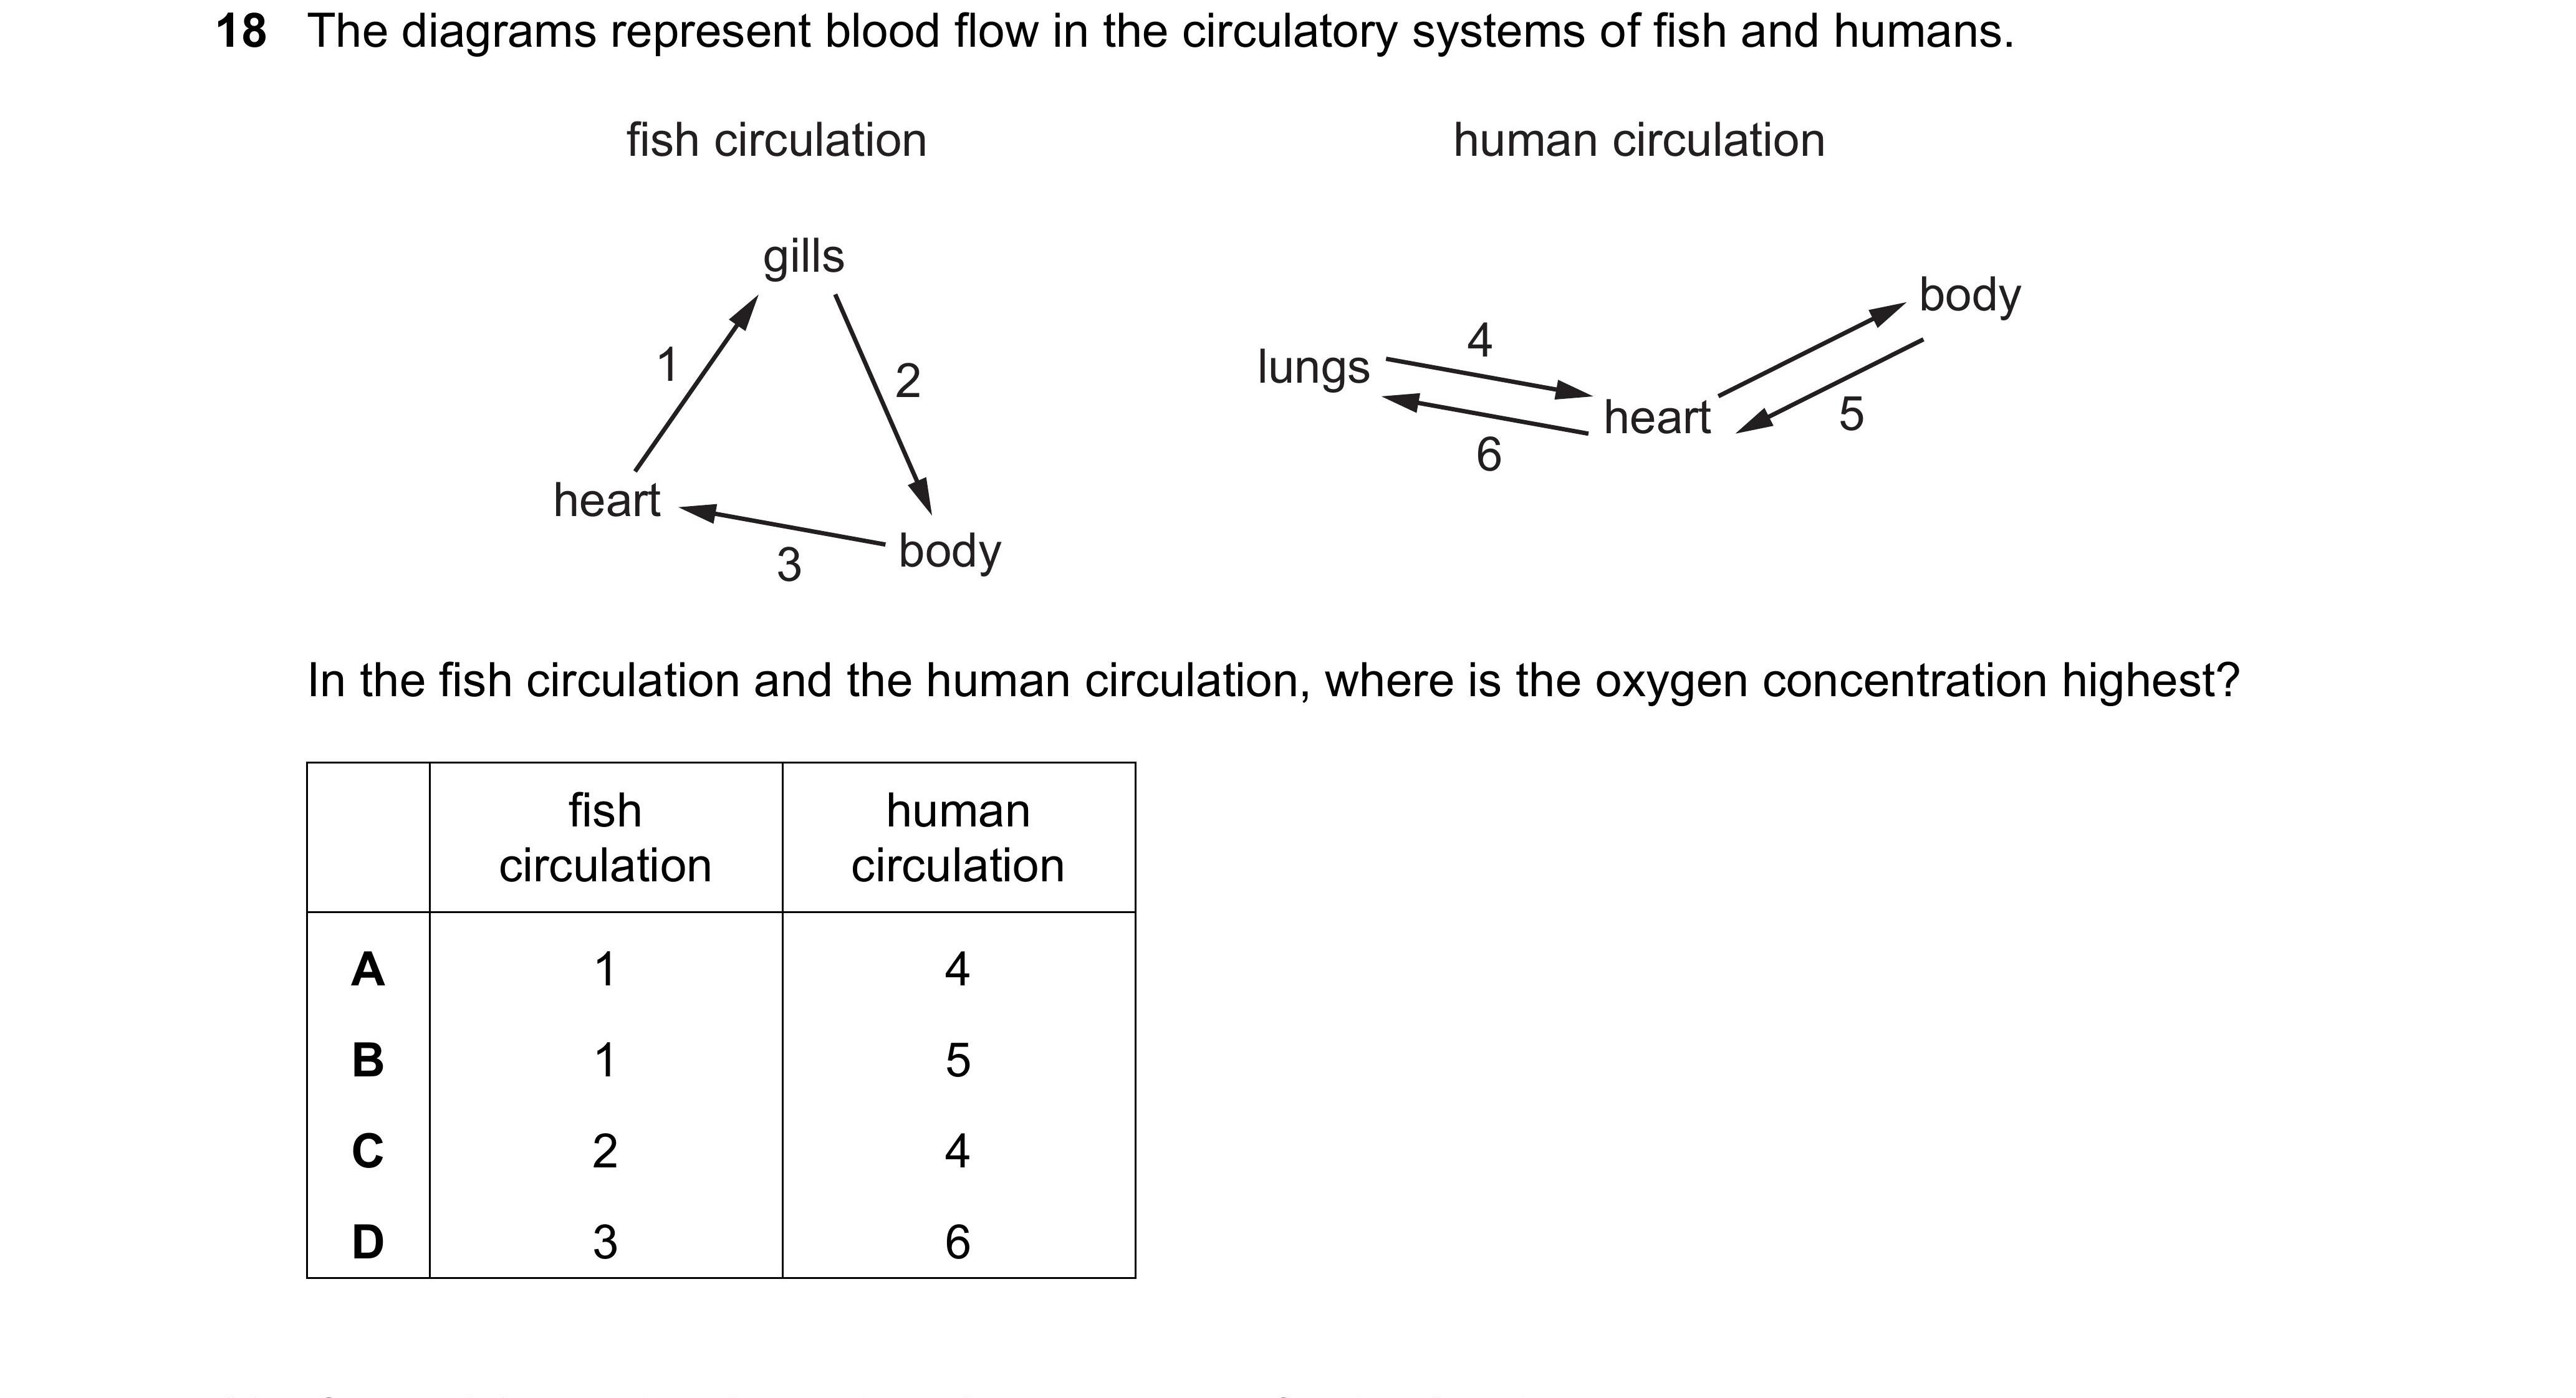 18 The diagrams represent blood flow in the circulatory systems of fish and humans.
fish circulation
human circulation
gills
1
2
heart
3
body
body
4
lungs
heart
5
6
In the fish circulation and the human circulation, where is the oxygen concentration highest?
fish circulation
human circulation
A 1 4
B 1 5
C 2 4
D 3 6